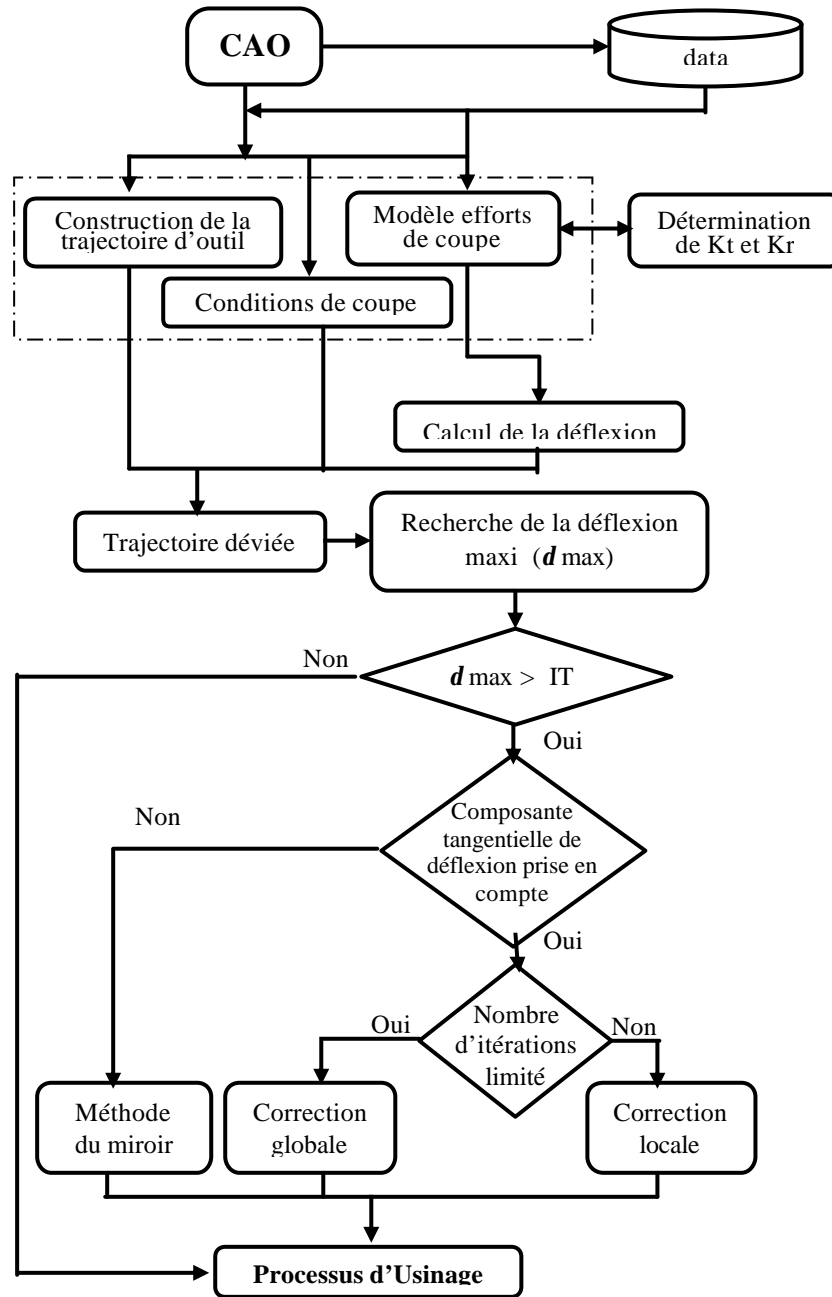 CAO
data
Construction de la
trajectoire d'outil
Modèle efforts
de coupe
Détermination
de Kt et Kr
Conditions de coupe
Calcul de la déflexion
Trajectoire déviée
Recherche de la déflexion
maxi (d max)
Non
d max > IT
Oui
Non
Composante
tangentielle de
déflexion prise en
compte
Oui
Oui
Nombre
d'itérations
limité
Non
Méthode
du miroir
Correction
globale
Correction
locale
Processus d'Usinage